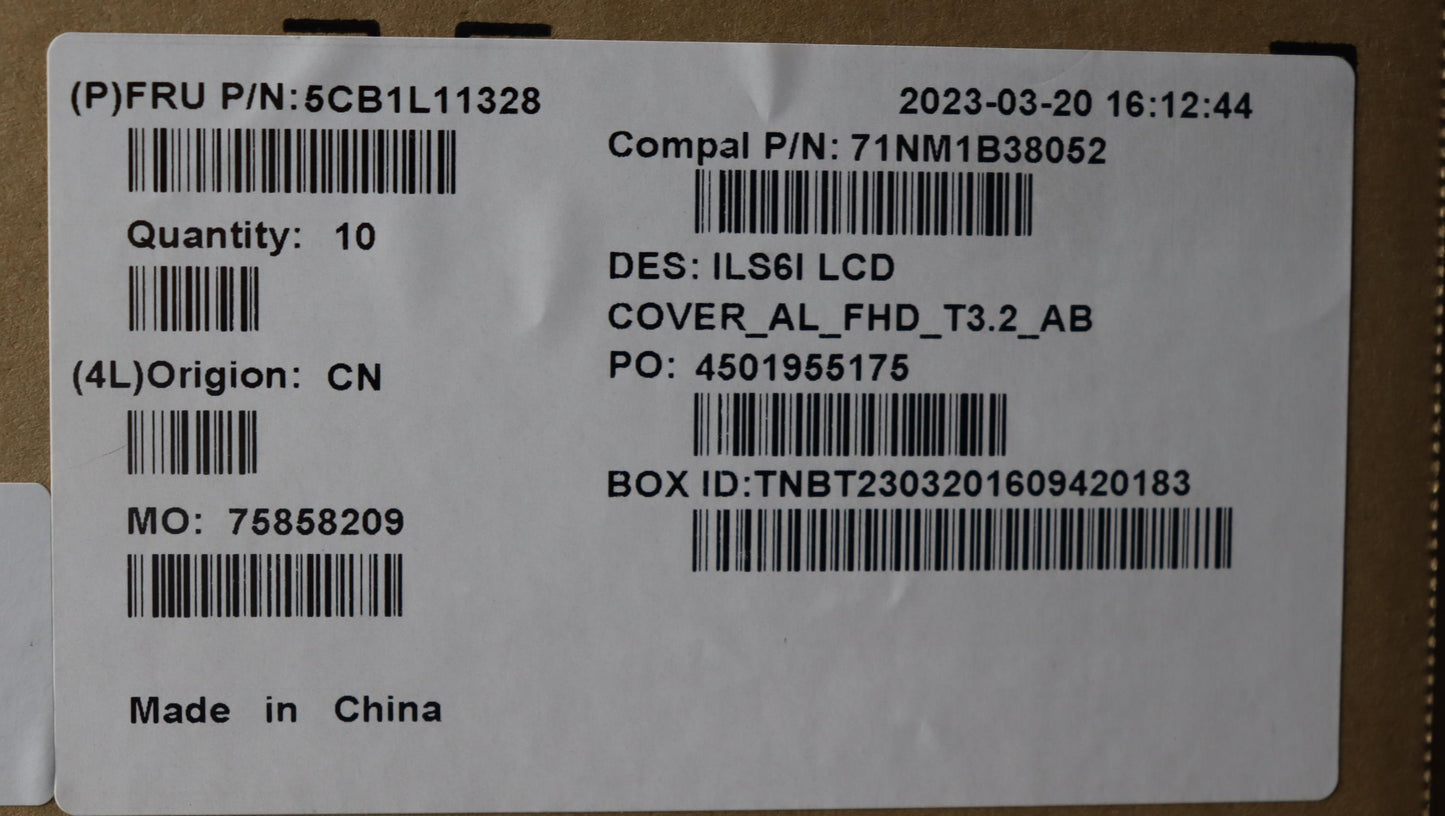 (P)FRU P/N:5CB1L11328
2023-03-20 16:12:44
Compal P/N: 71NM1B38052
Quantity: 10
DES: ILS6I LCD
COVER_AL_FHD_T3.2_AB
(4L)Origion: CN
PO: 4501955175
BOX ID:TNBT2303201609420183
MO: 75858209
Made in China